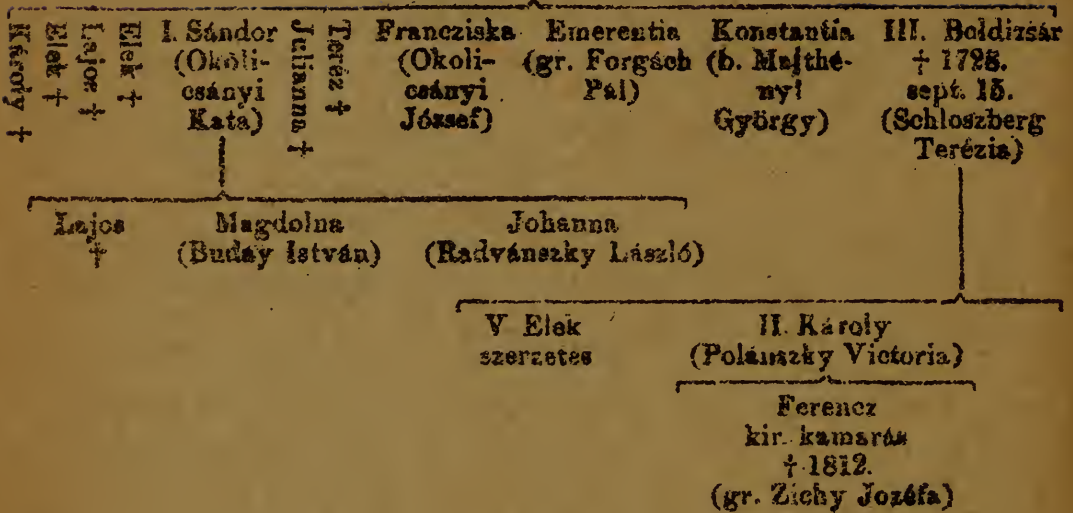 Károly †
Elek †
Lajos †
Elek †
I. Sándor
(Okoli-
csányi
Kata)
Julianna †
Teréz †
Francziska
(Okoli-
csányi
József)
Emerentia
(gr. Forgách
Pál)
Konstantia
(b. Majthé-
nyi
György)
III. Boldizsár
† 1728.
sept. 15.
(Schloszberg
Terézia)
Lajos
†
Magdolna
(Buday István)
Johanna
(Radvánszky László)
V Elek
szerzetes
II. Károly
(Polánszky Victoria)
Ferencz
kir. kamarás
† 1812.
(gr. Zichy Jozéfa)